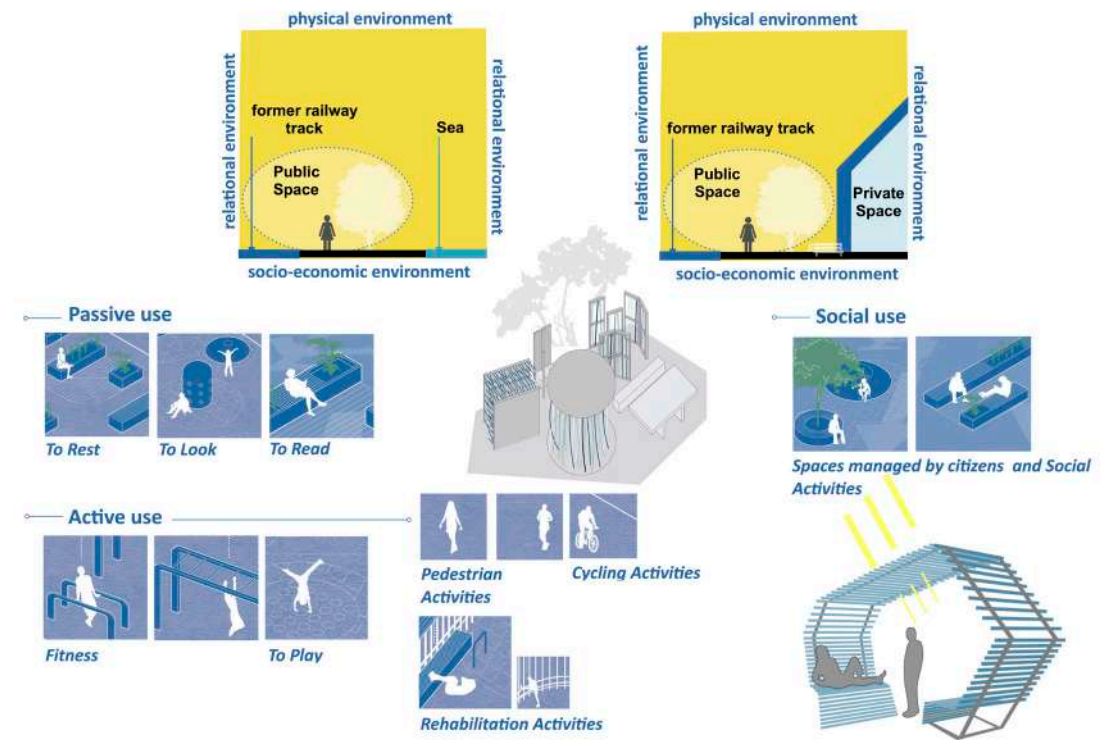 physical environment
relational environment
former railway
track
Sea
relational environment
Public
Space
socio-economic environment
physical environment
relational environment
former railway track
relational environment
Public
Space
Private
Space
socio-economic environment
Passive use
To Rest
To Look
To Read
Social use
Spaces managed by citizens and Social
Activities
Active use
Fitness
To Play
Pedestrian
Activities
Cycling Activities
Rehabilitation Activities